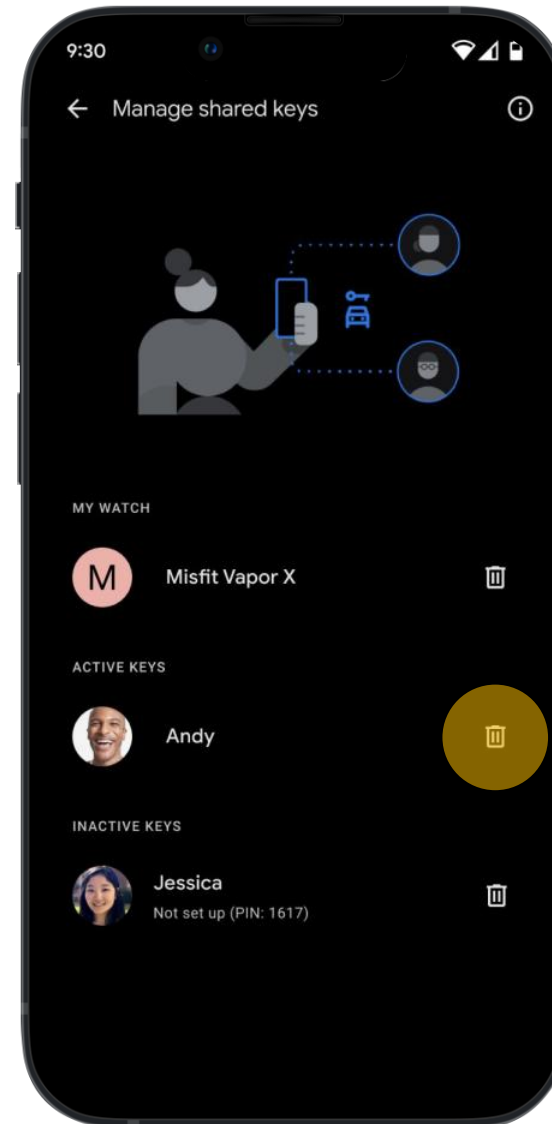 9:30
Manage shared keys
MY WATCH
M
Misfit Vapor X
ACTIVE KEYS
Andy
INACTIVE KEYS
Jessica
Not set up (PIN: 1617)